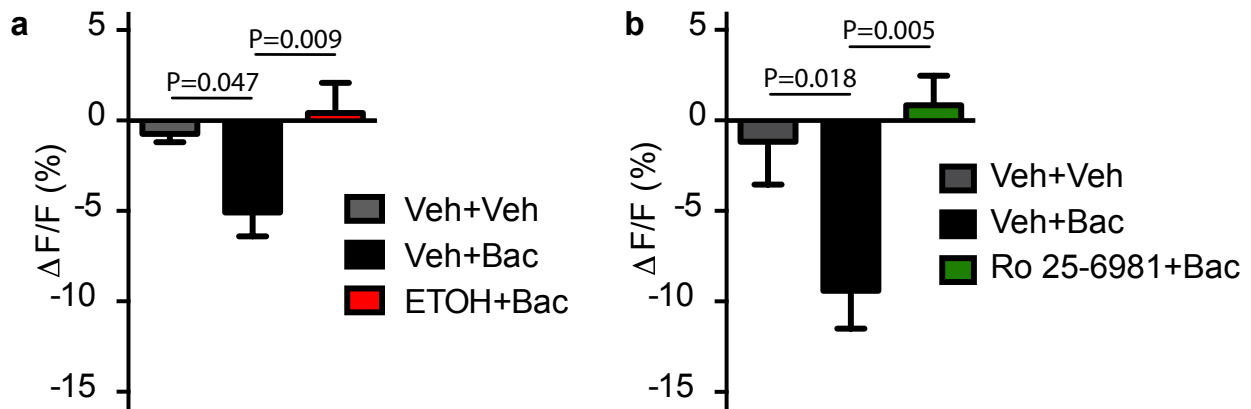 a
5
0
-5
-10
-15
ΔF/F (%)
P=0.047
P=0.009
Veh+Veh
Veh+Bac
ETOH+Bac
b
5
0
-5
-10
-15
ΔF/F (%)
P=0.018
P=0.005
Veh+Veh
Veh+Bac
Ro 25-6981+Bac